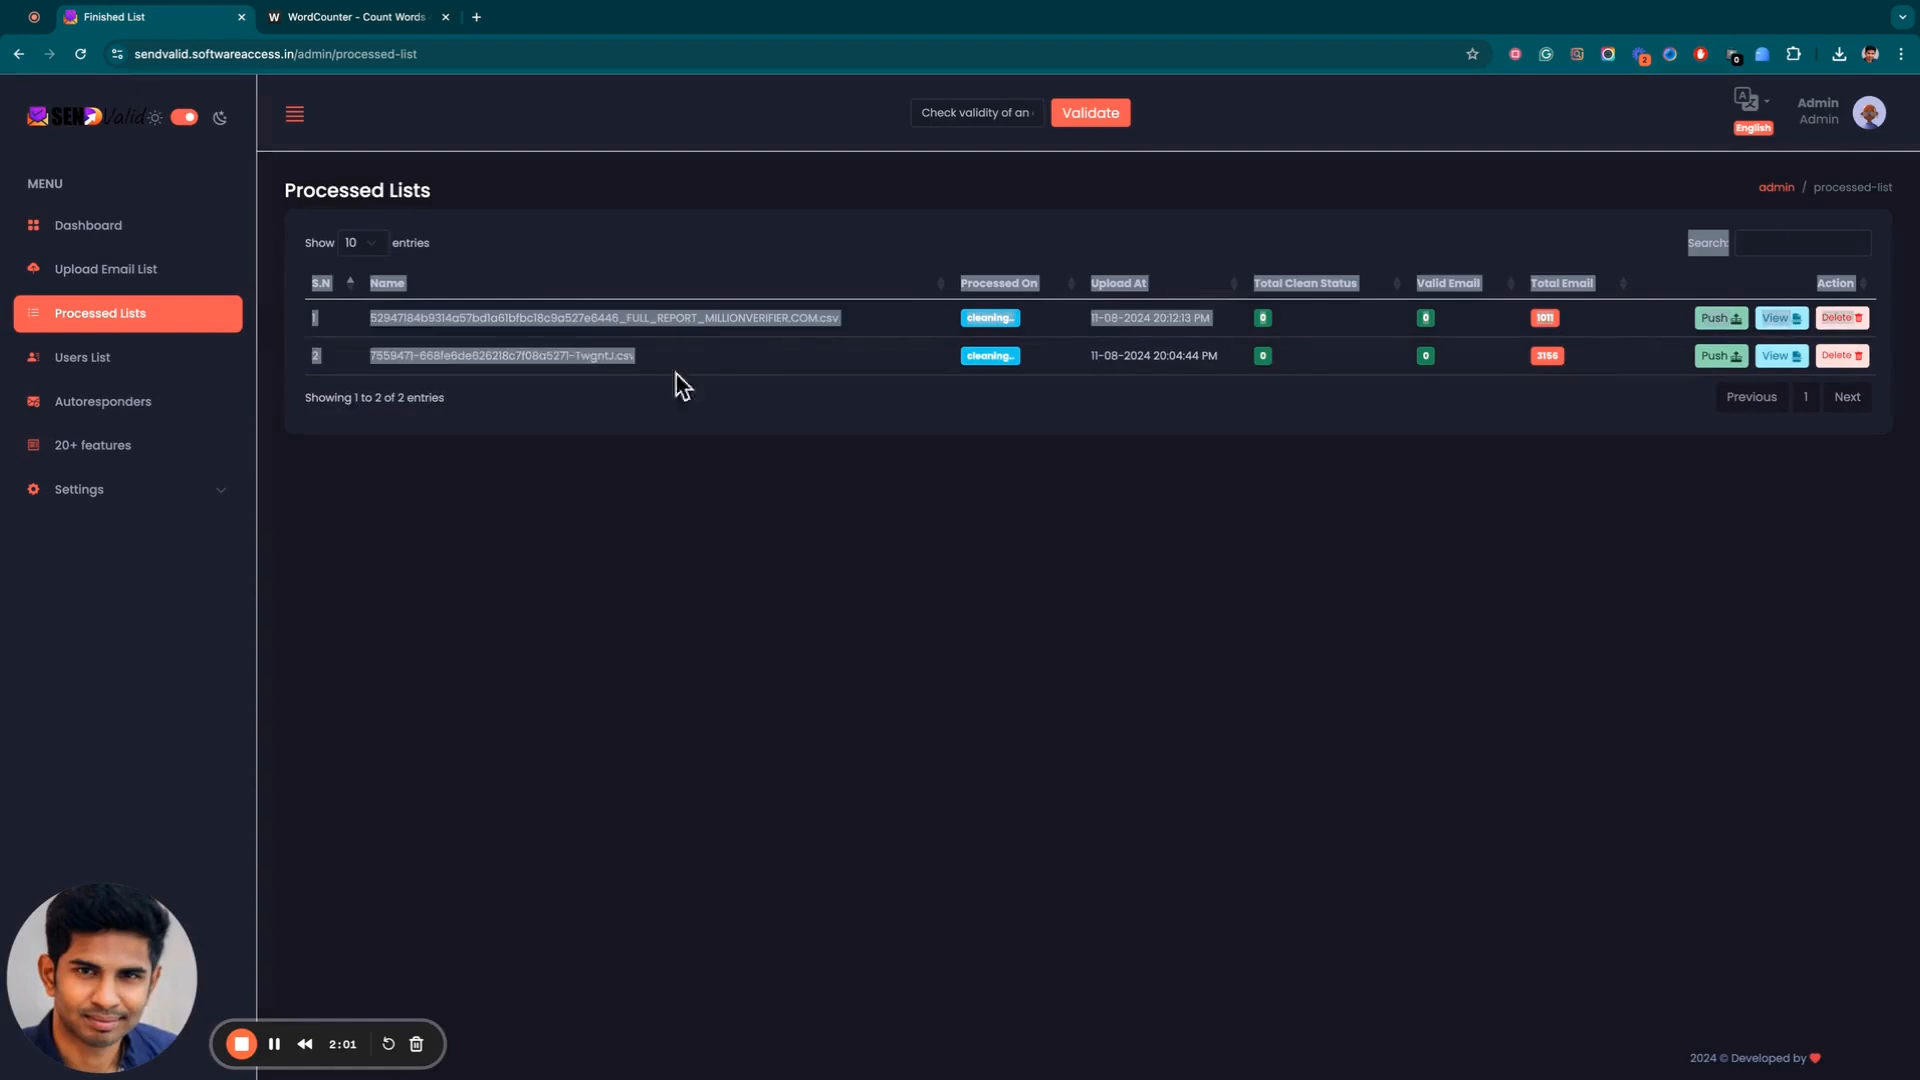 Finished List
WordCounter - Count Words
sendvalid.softwareaccess.in/admin/processed-list
2
0
SEND Valid
Check validity of an
Validate
English
Admin
Admin
MENU
Dashboard
Upload Email List
Processed Lists
Users List
Autoresponders
20+ features
Settings
Processed Lists
admin / processed-list
Show 10 entries
Search:
S.N Name Processed On Upload At Total Clean Status Valid Email Total Email Action
1 52947184b9314a57bd1a61bfbc18c9a527e6446_FULL_REPORT_MILLIONVERIFIER.COM.csv cleaning.. 11-08-2024 20:12:13 PM 0 0 1011 Push View Delete
2 7559471-668fe6de626218c7f08a5271-TwgntJ.csv cleaning.. 11-08-2024 20:04:44 PM 0 0 3156 Push View Delete
Showing 1 to 2 of 2 entries
Previous 1 Next
2:01
2024 © Developed by